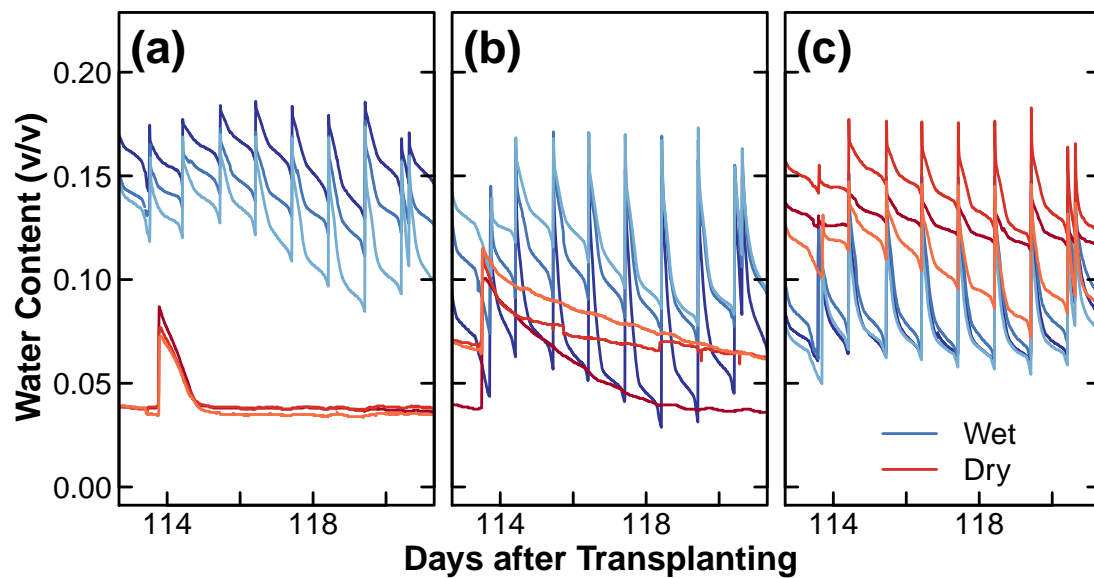 (a) (b) (c)
0.20
0.15
0.10
0.05
0.00
Water Content (v/v)
Wet
Dry
114 118 114 118 114 118
Days after Transplanting